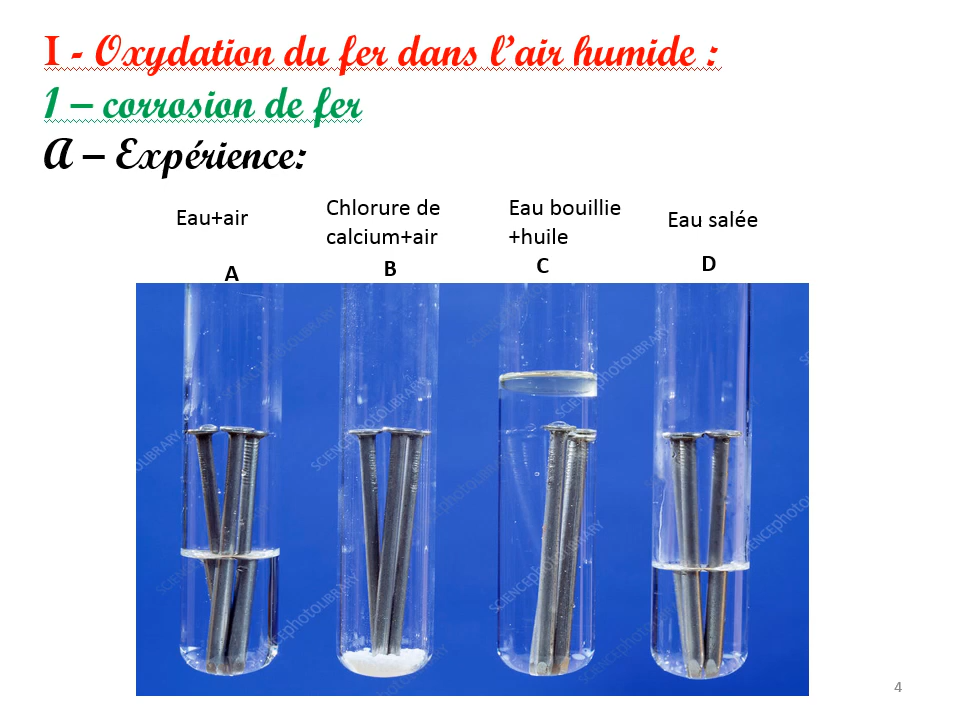 I - Oxydation du fer dans l’air humide :
1 – corrosion de fer
A – Expérience:
Eau+air
Chlorure de
calcium+air
Eau bouillie
+huile
Eau salée
A
B
C
D
SCIENCEphotoLIBRARY
4